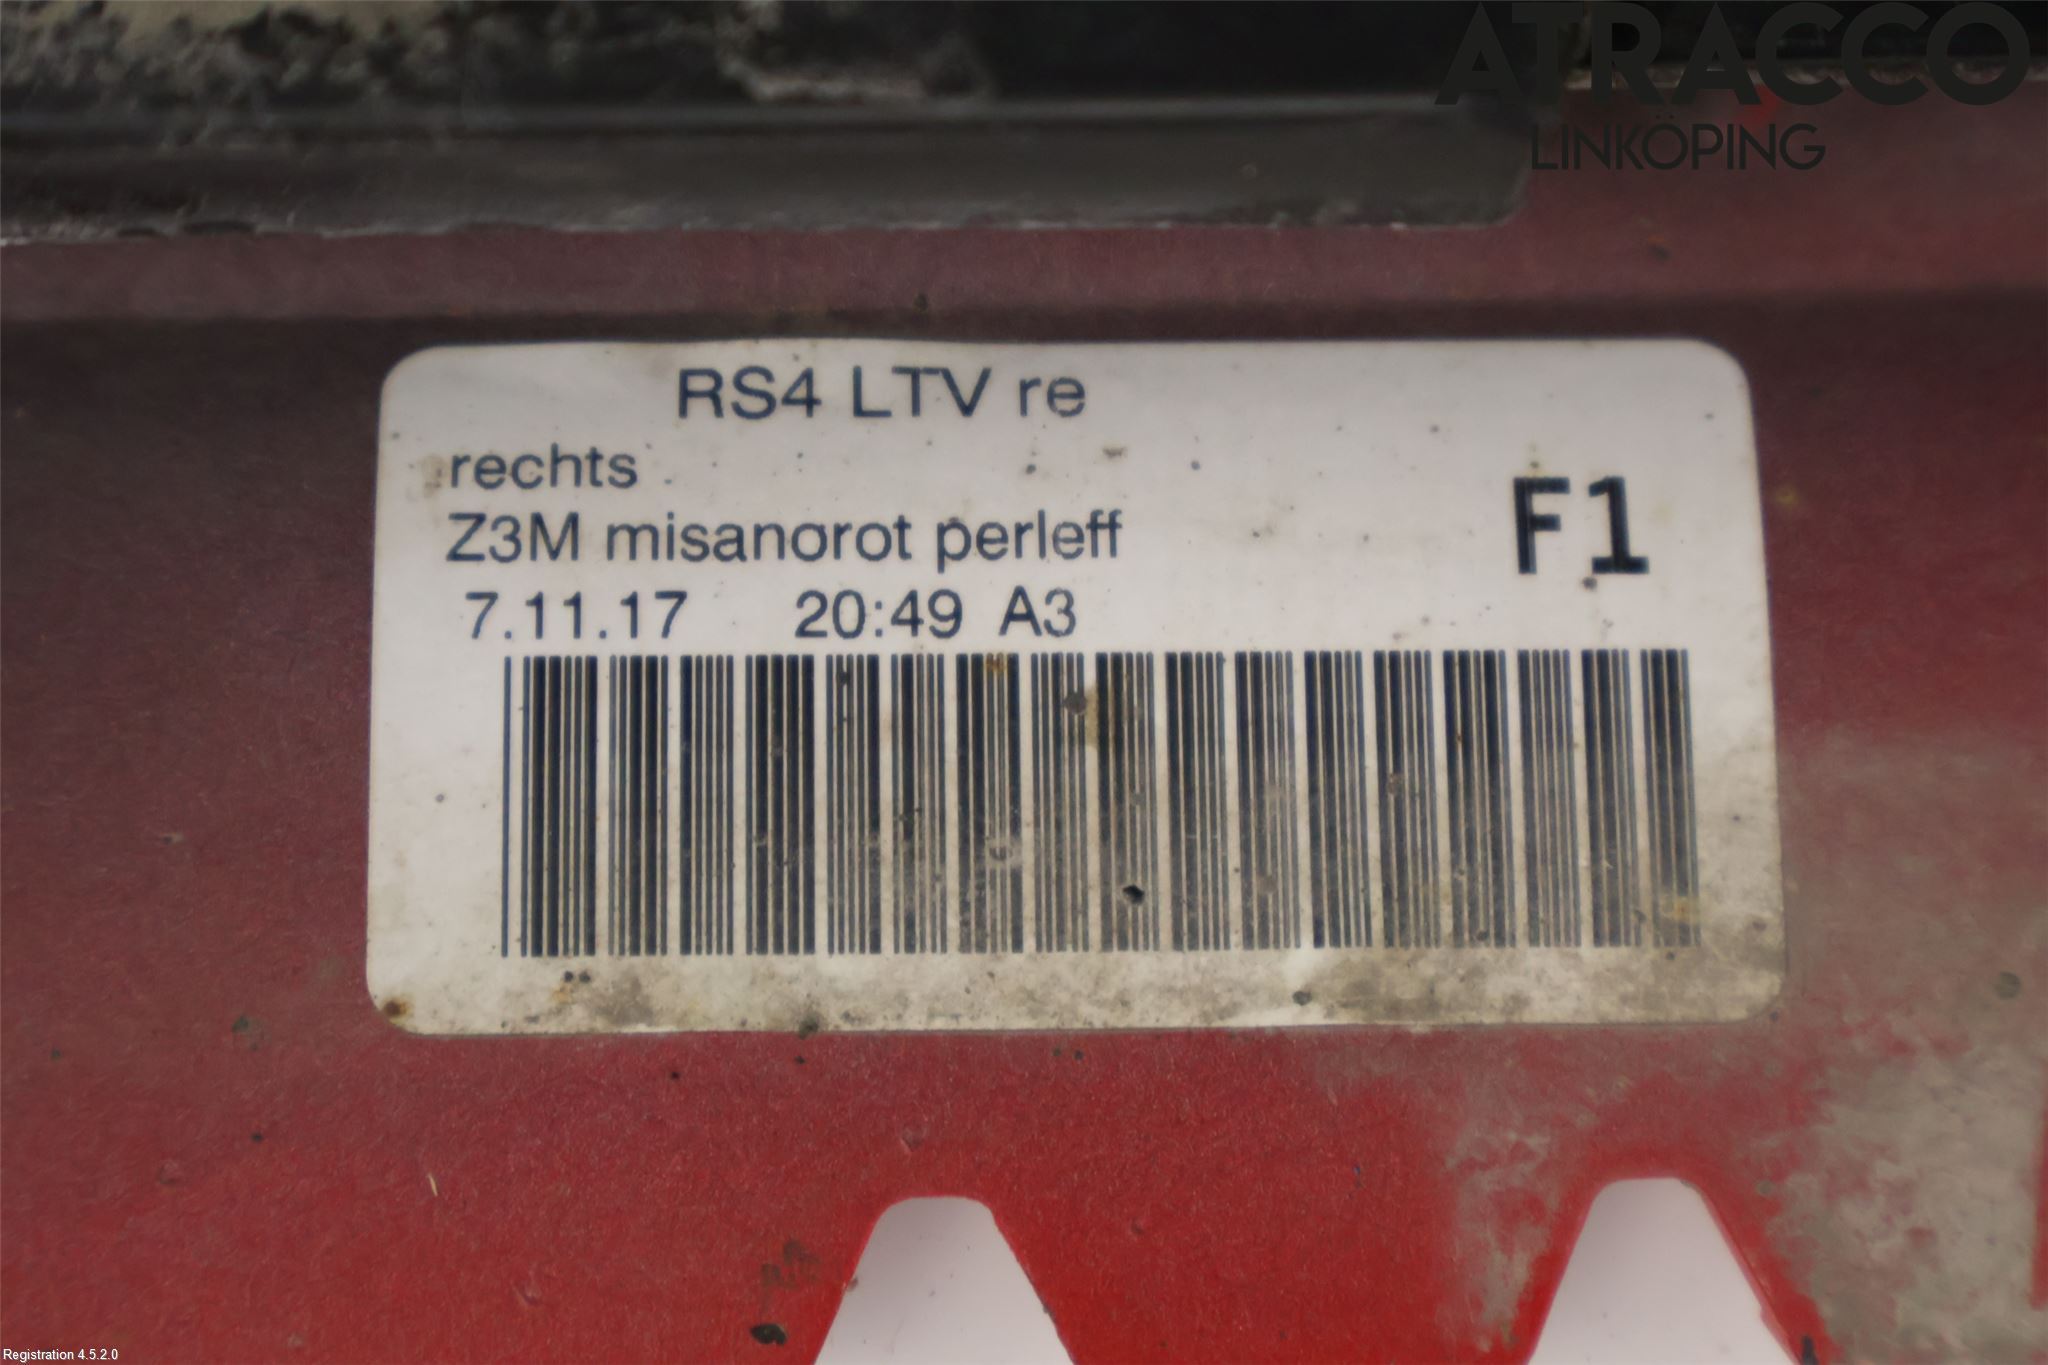 ATRACCO
LINKÖPING
RS4 LTV re
rechts
Z3M misanorot perleff
F1
7.11.17 20:49 A3
Registration 4.5.2.0